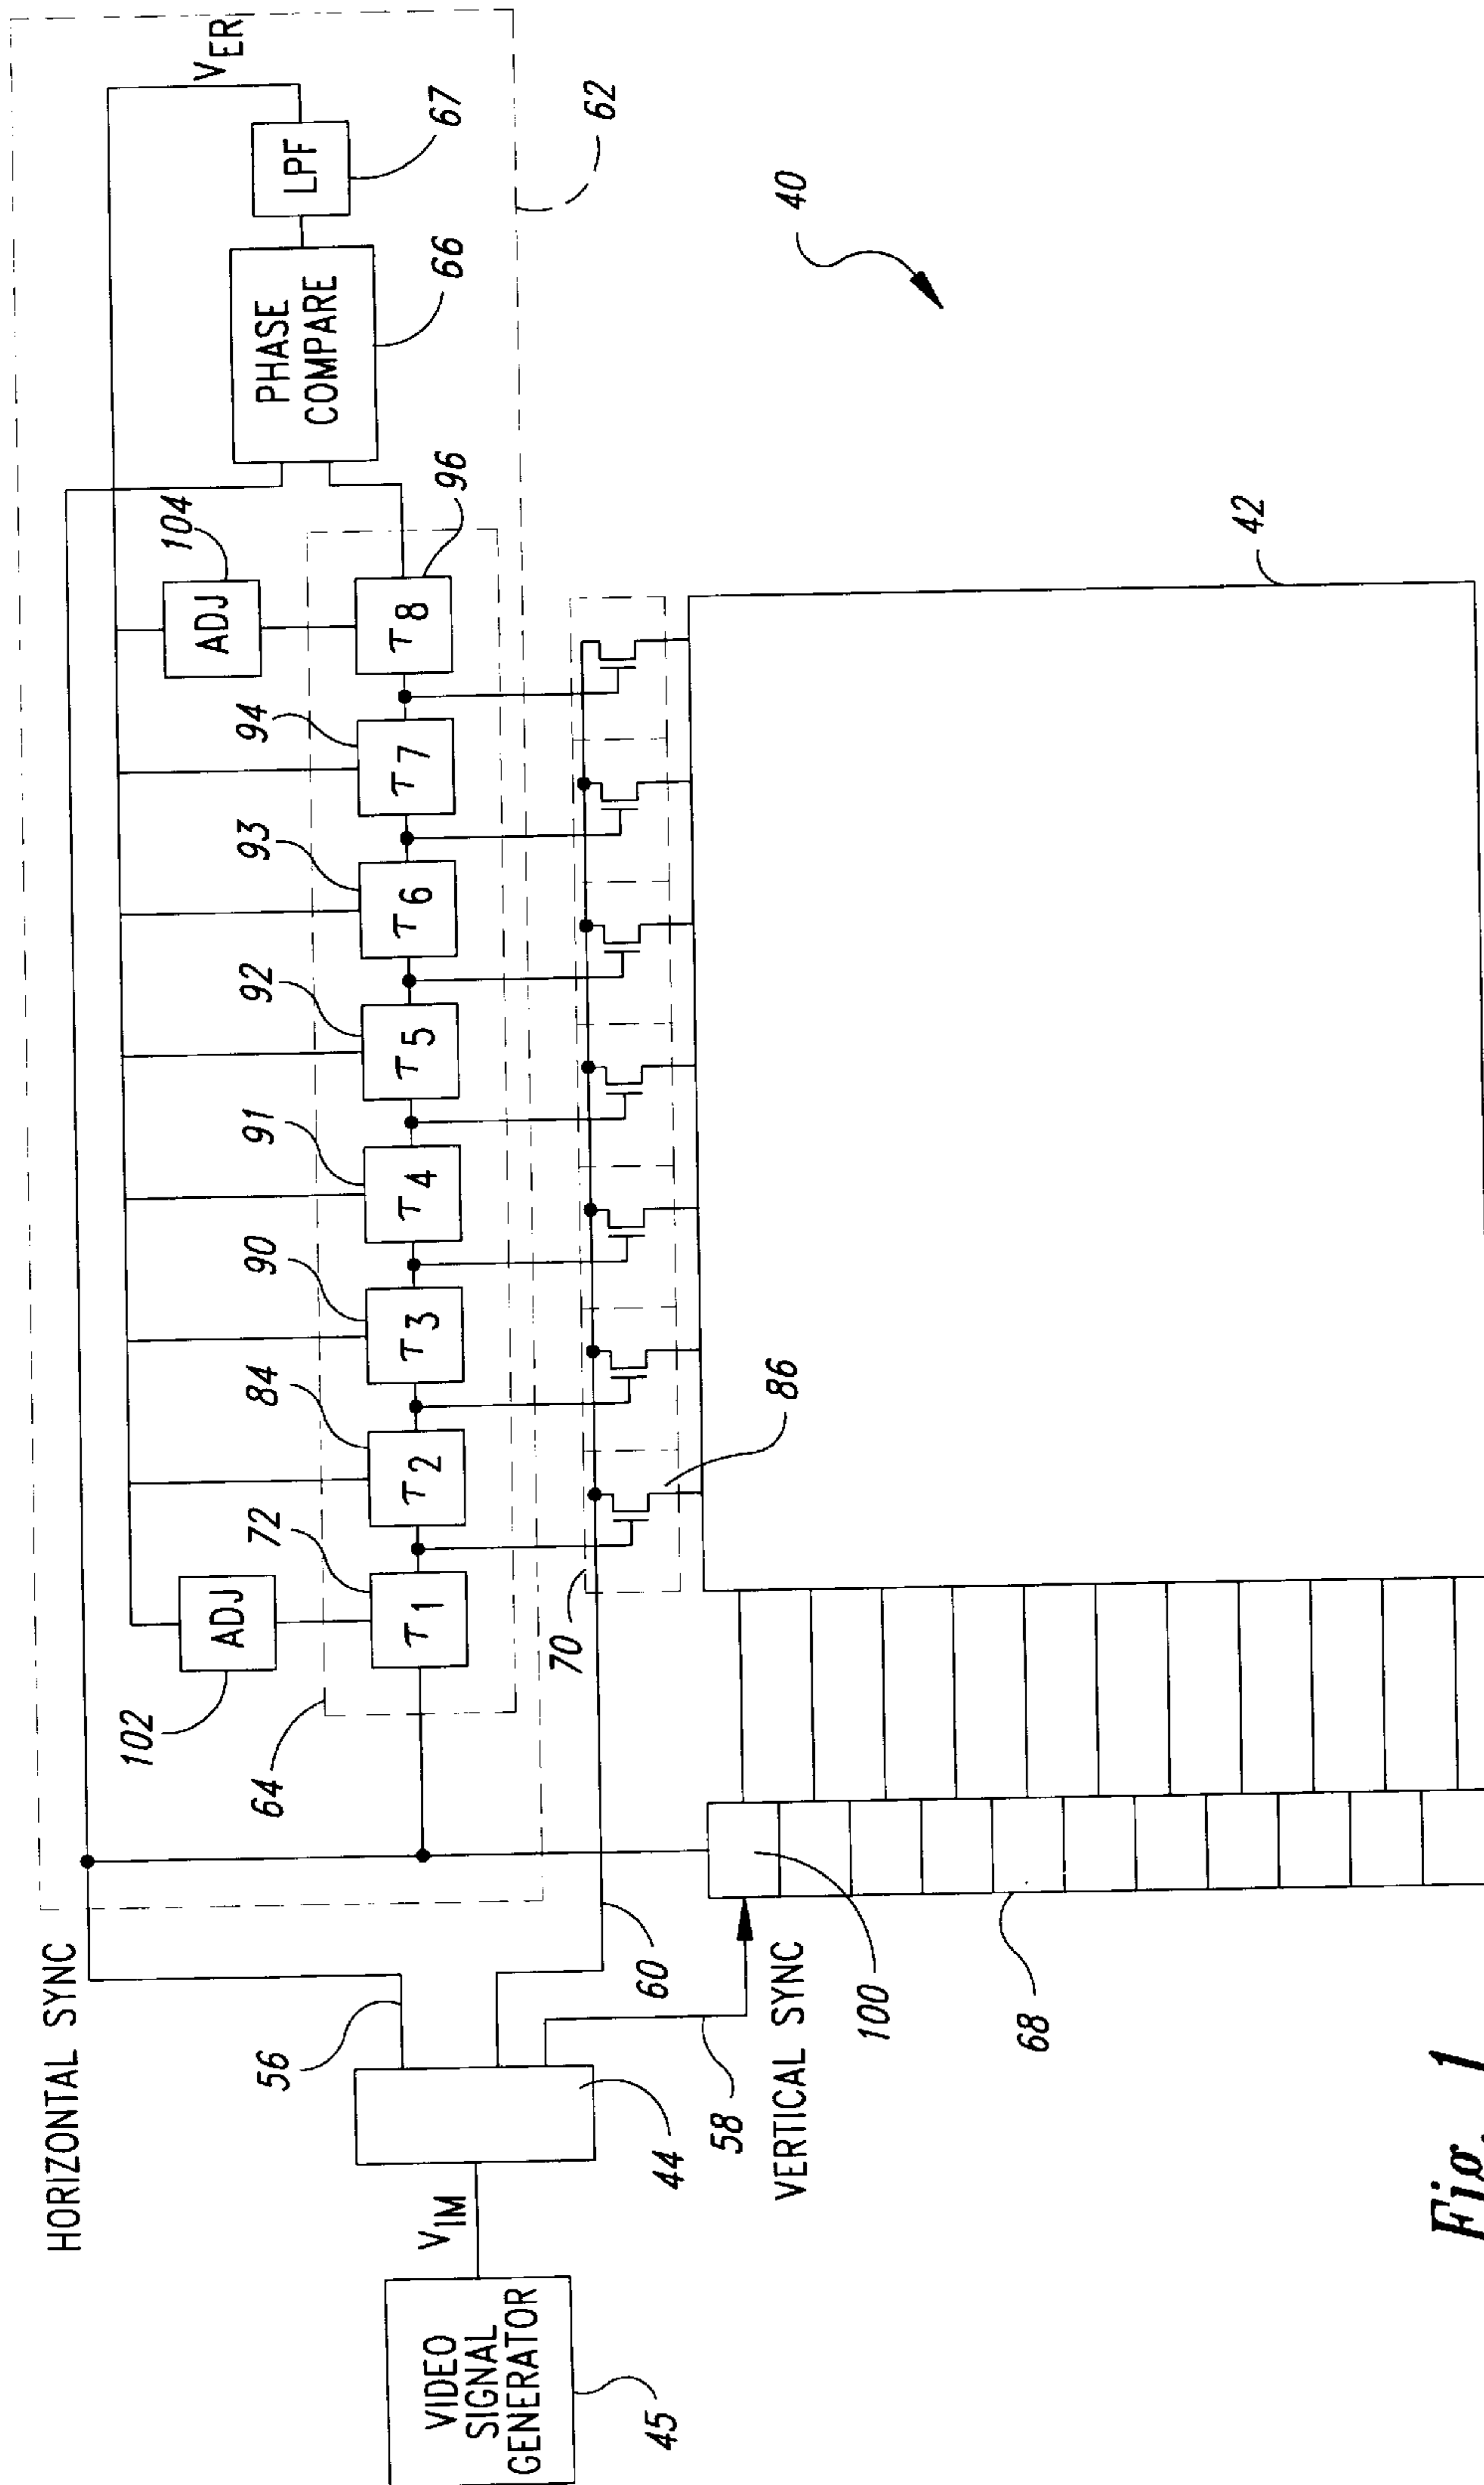 HORIZONTAL SYNC
V_ER
LPF
67
62
PHASE
COMPARE
66
40
104
ADJ
96
τ8
94
τ7
93
τ6
92
τ5
91
τ4
90
τ3
84
τ2
72
τ1
ADJ
102
64
70
86
42
56
60
58
VERTICAL SYNC
100
68
44
V_IM
VIDEO
SIGNAL
GENERATOR
45
Fig. 1